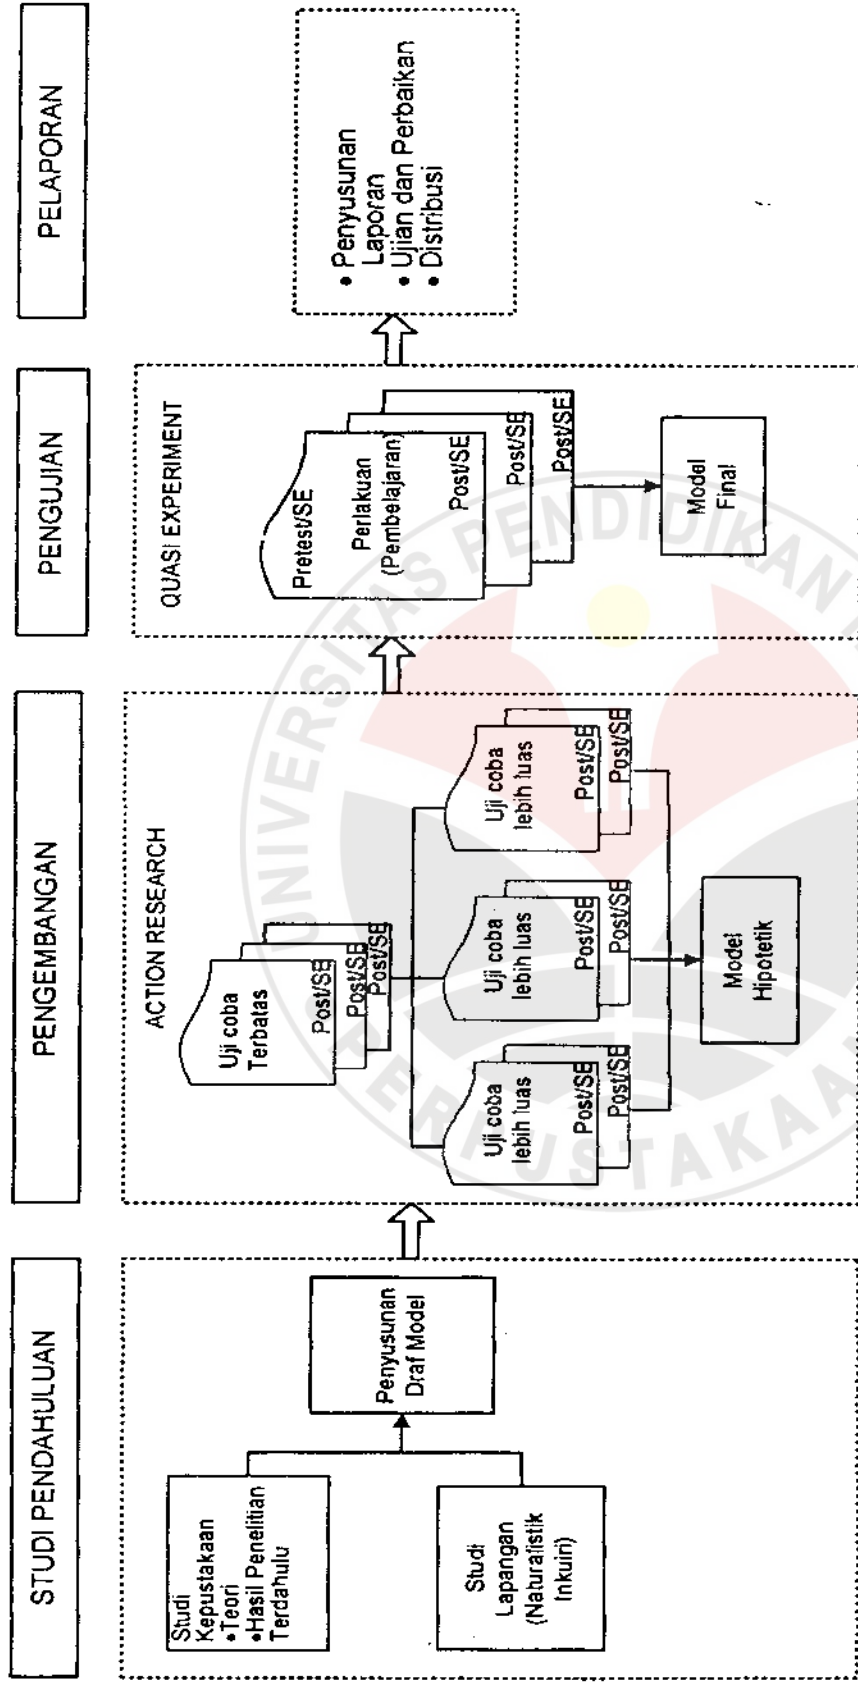 STUDI PENDAHULUAN
PENGEMBANGAN
PENGUJIAN
PELAPORAN
Studi
Kepustakaan
•Teori
•Hasil Penelitian
Terdahulu
Studi
Lapangan
(Naturalistik
Inkuiri)
Penyusunan
Draf Model
ACTION RESEARCH
Uji coba
Terbatas
Post/SE
Post/SE
Post/SE
Uji coba
lebih luas
Post/SE
Post/SE
Uji coba
lebih luas
Post/SE
Post/SE
Uji coba
lebih luas
Post/SE
Post/SE
Model
Hipotetik
QUASI EXPERIMENT
Pretest/SE
Perlakuan
(Pembelajaran)
Post/SE
Post/SE
Post/SE
Model
Final
• Penyusunan
Laporan
• Ujian dan Perbaikan
• Distribusi
UNIVERSITAS PENDIDIKAN